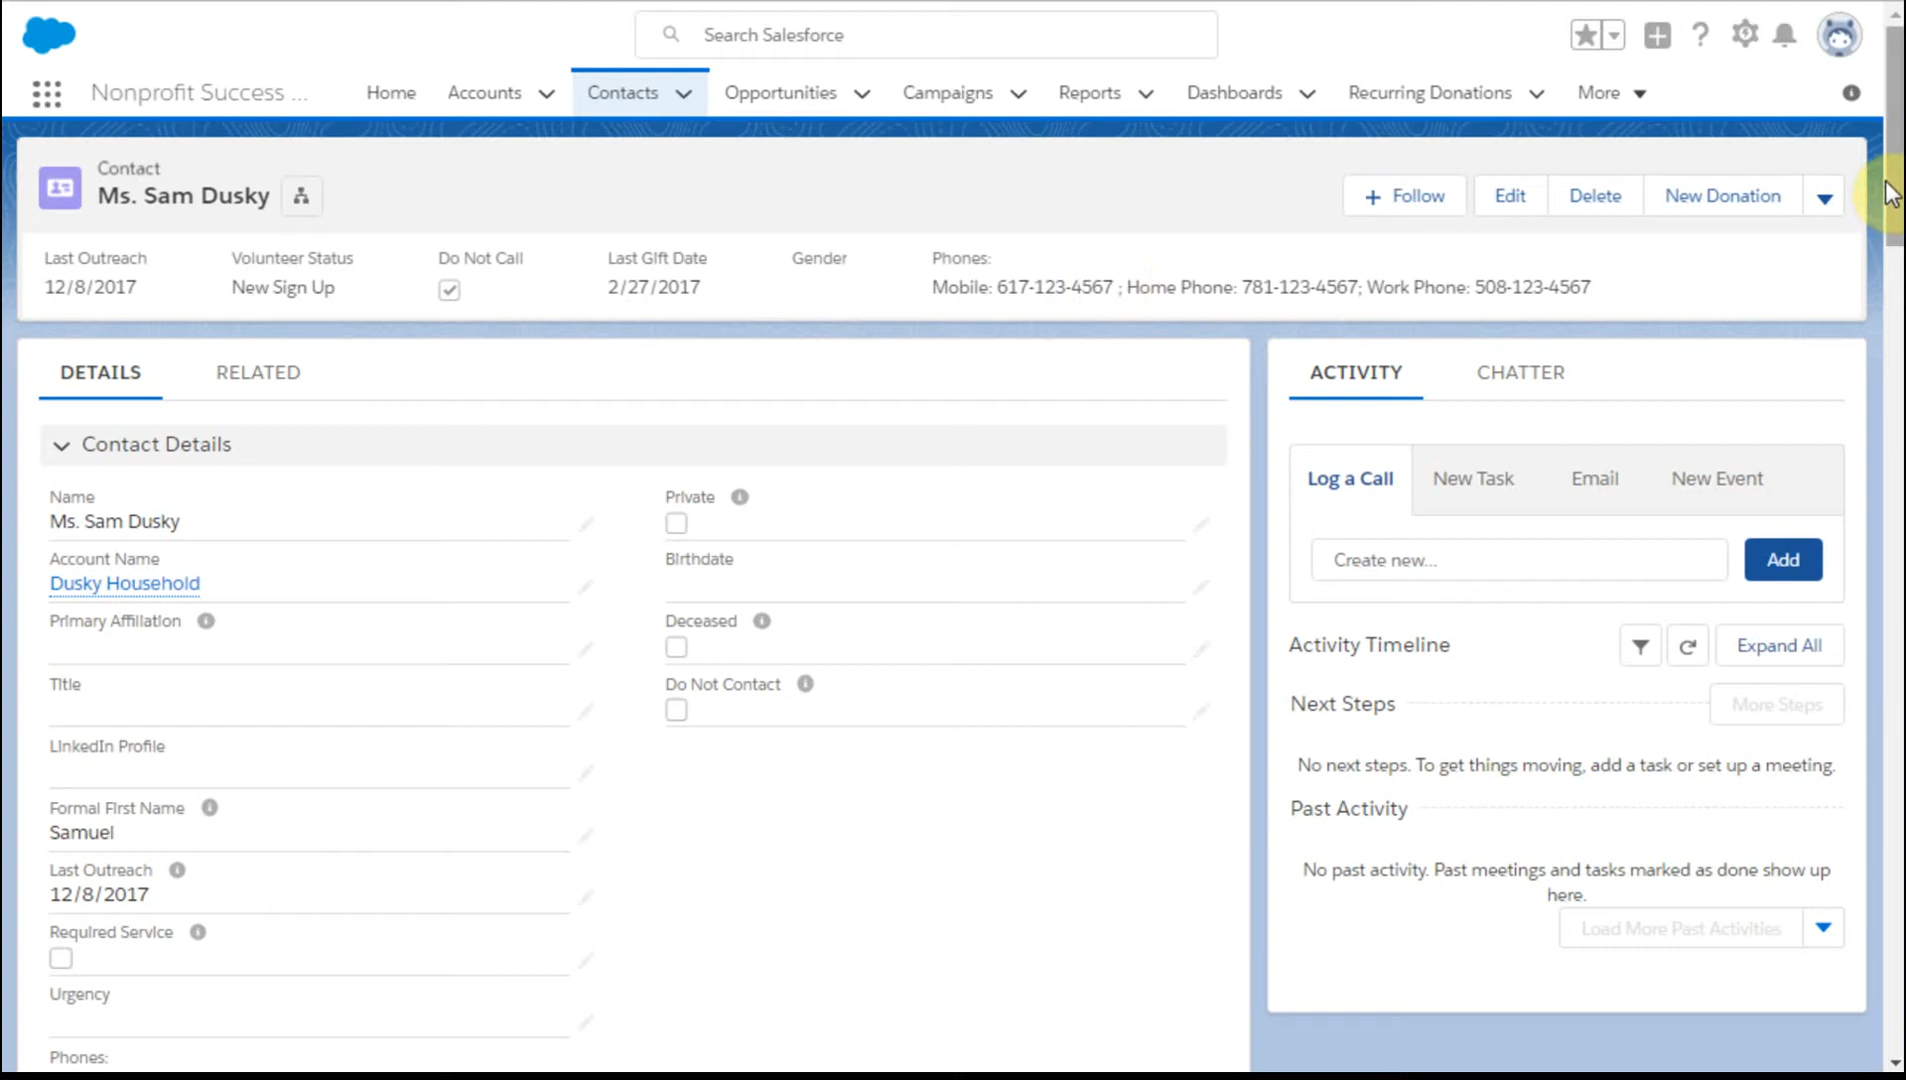 Search Salesforce
Nonprofit Success ...
Home
Accounts
Contacts
Opportunities
Campaigns
Reports
Dashboards
Recurring Donations
More
Contact
Ms. Sam Dusky
+ Follow
Edit
Delete
New Donation
Last Outreach
12/8/2017
Volunteer Status
New Sign Up
Do Not Call
Last Gift Date
2/27/2017
Gender
Phones:
Mobile: 617-123-4567 ; Home Phone: 781-123-4567; Work Phone: 508-123-4567
DETAILS
RELATED
Contact Details
Name
Ms. Sam Dusky
Account Name
Dusky Household
Primary Affiliation
Title
LinkedIn Profile
Formal First Name
Samuel
Last Outreach
12/8/2017
Required Service
Urgency
Phones:
Private
Birthdate
Deceased
Do Not Contact
ACTIVITY
CHATTER
Log a Call
New Task
Email
New Event
Create new...
Add
Activity Timeline
Expand All
Next Steps
More Steps
No next steps. To get things moving, add a task or set up a meeting.
Past Activity
No past activity. Past meetings and tasks marked as done show up
here.
Load More Past Activities